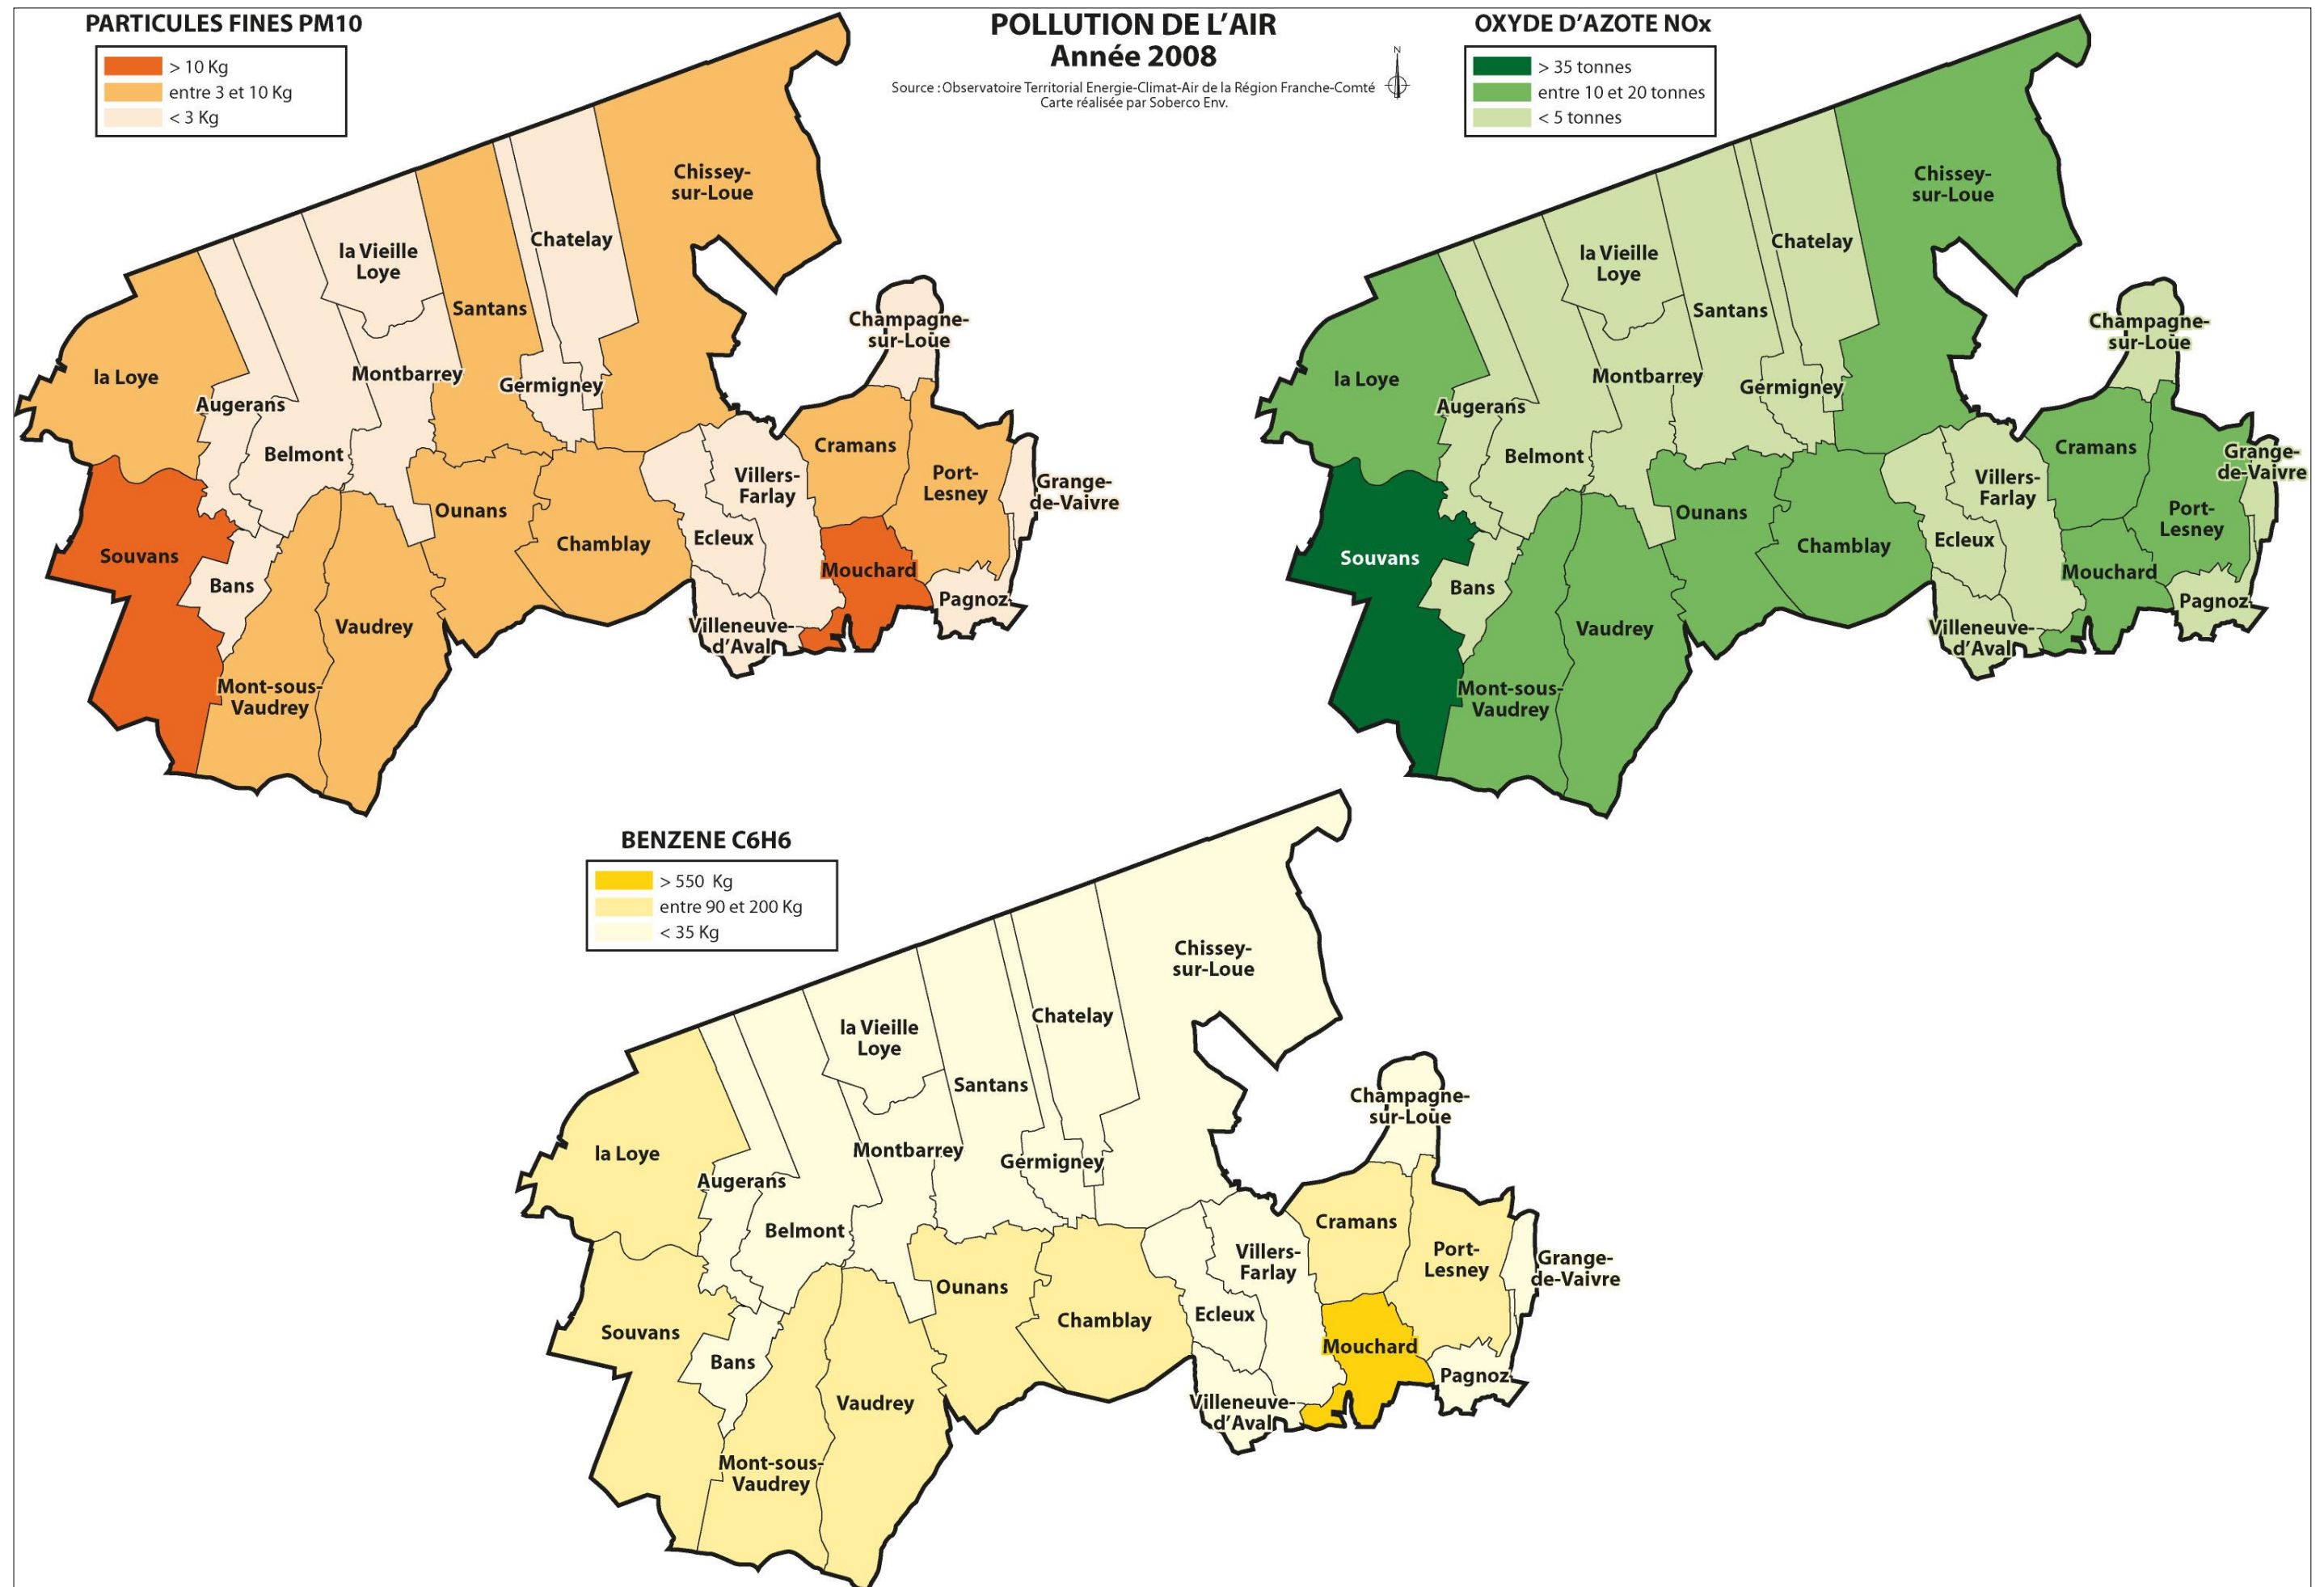 PARTICULES FINES PM10
> 10 Kg
entre 3 et 10 Kg
< 3 Kg
POLLUTION DE L'AIR
Année 2008
Source : Observatoire Territorial Energie-Climat-Air de la Région Franche-Comté
Carte réalisée par Soberco Env.
N
OXYDE D'AZOTE NOx
> 35 tonnes
entre 10 et 20 tonnes
< 5 tonnes
Chissey-
sur-Loue
Chatelay
la Vieille
Loye
Santans
Champagne-
sur-Loue
la Loye
Montbarrey
Germigney
Augerans
Belmont
Cramans
Villers-
Farlay
Port-
Lesney
Grange-
de-Vaivre
Ounans
Ecleux
Chamblay
Souvans
Mouchard
Bans
Pagnoz
Vaudrey
Villeneuve-
d'Aval
Mont-sous-
Vaudrey
Chissey-
sur-Loue
Chatelay
la Vieille
Loye
Santans
Champagne-
sur-Loue
la Loye
Montbarrey
Germigney
Augerans
Belmont
Cramans
Grange-
de-Vaivre
Villers-
Farlay
Port-
Lesney
Ounans
Ecleux
Chamblay
Souvans
Mouchard
Bans
Pagnoz
Vaudrey
Villeneuve-
d'Aval
Mont-sous-
Vaudrey
BENZENE C6H6
> 550 Kg
entre 90 et 200 Kg
< 35 Kg
Chissey-
sur-Loue
Chatelay
la Vieille
Loye
Santans
Champagne-
sur-Loue
la Loye
Montbarrey
Germigney
Augerans
Belmont
Cramans
Villers-
Farlay
Port-
Lesney
Grange-
de-Vaivre
Ounans
Ecleux
Chamblay
Souvans
Mouchard
Bans
Pagnoz
Vaudrey
Villeneuve-
d'Aval
Mont-sous-
Vaudrey